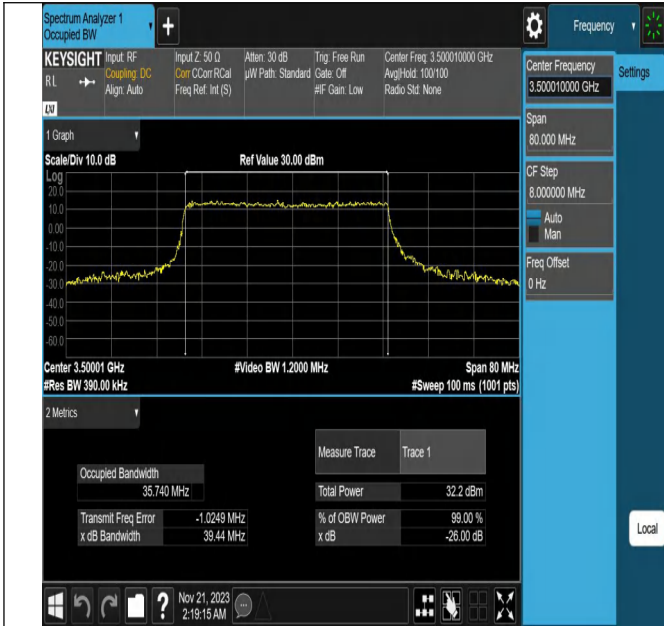 Spectrum Analyzer 1
Occupied BW
Frequency
KEYSIGHT
RL
LXI
Input: RF
Coupling: DC
Align: Auto
Input Z: 50 Ω
Corr CCorr RCal
Freq Ref: Int (S)
Atten: 30 dB
µW Path: Standard
Trig: Free Run
Gate: Off
#IF Gain: Low
Center Freq: 3.500010000 GHz
Avg|Hold: 100/100
Radio Std: None
Center Frequency
3.500010000 GHz
Settings
Span
80.000 MHz
CF Step
8.000000 MHz
Auto
Man
Freq Offset
0 Hz
1 Graph
Scale/Div 10.0 dB
Ref Value 30.00 dBm
Log
20.0
10.0
0.00
-10.0
-20.0
-30.0
-40.0
-50.0
-60.0
Center 3.50001 GHz
#Video BW 1.2000 MHz
Span 80 MHz
#Res BW 390.00 kHz
#Sweep 100 ms (1001 pts)
2 Metrics
Measure Trace
Trace 1
Occupied Bandwidth
35.740 MHz
Total Power
32.2 dBm
Transmit Freq Error
-1.0249 MHz
% of OBW Power
99.00 %
x dB Bandwidth
39.44 MHz
x dB
-26.00 dB
Local
Nov 21, 2023
2:19:15 AM